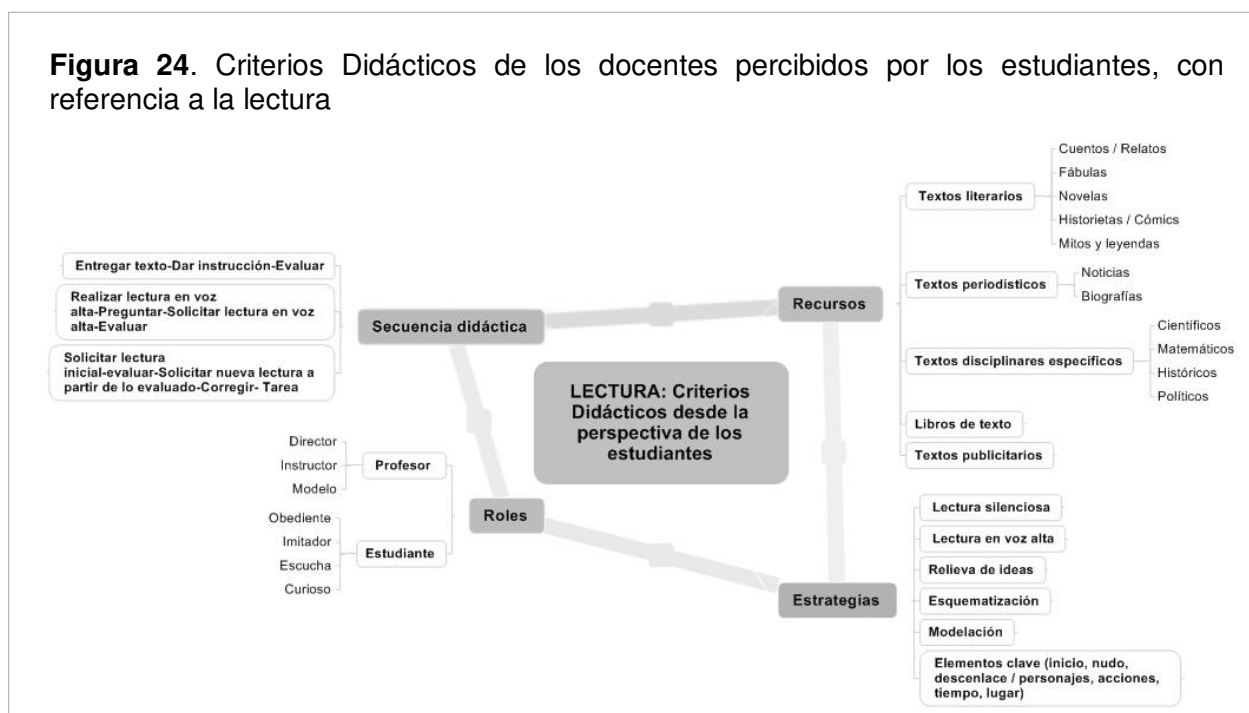 Figura 24. Criterios Didácticos de los docentes percibidos por los estudiantes, con
referencia a la lectura
LECTURA: Criterios
Didácticos desde la
perspectiva de los
estudiantes
Secuencia didáctica
Entregar texto-Dar instrucción-Evaluar
Realizar lectura en voz
alta-Preguntar-Solicitar lectura en voz
alta-Evaluar
Solicitar lectura
inicial-evaluar-Solicitar nueva lectura a
partir de lo evaluado-Corregir- Tarea
Recursos
Textos literarios
Cuentos / Relatos
Fábulas
Novelas
Historietas / Cómics
Mitos y leyendas
Textos periodísticos
Noticias
Biografías
Textos disciplinares específicos
Científicos
Matemáticos
Históricos
Políticos
Libros de texto
Textos publicitarios
Roles
Profesor
Director
Instructor
Modelo
Estudiante
Obediente
Imitador
Escucha
Curioso
Estrategias
Lectura silenciosa
Lectura en voz alta
Relieva de ideas
Esquematización
Modelación
Elementos clave (inicio, nudo,
descenlace / personajes, acciones,
tiempo, lugar)